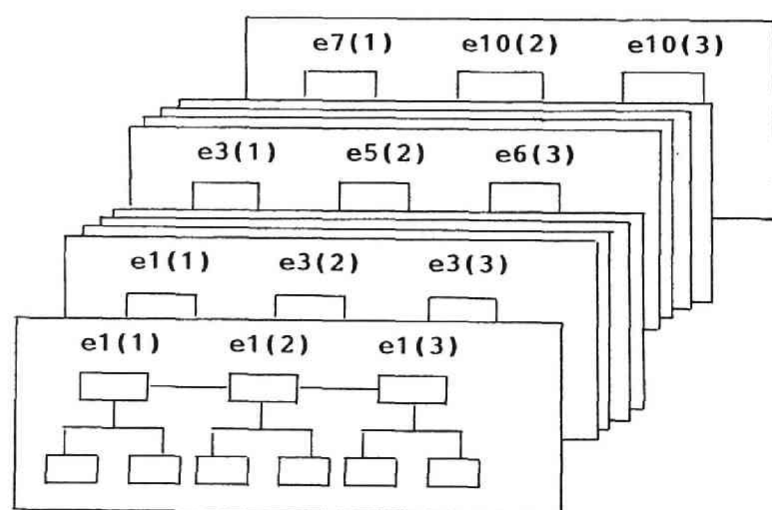 e7(1) e10(2) e10(3)
e3(1) e5(2) e6(3)
e1(1) e3(2) e3(3)
e1(1) e1(2) e1(3)